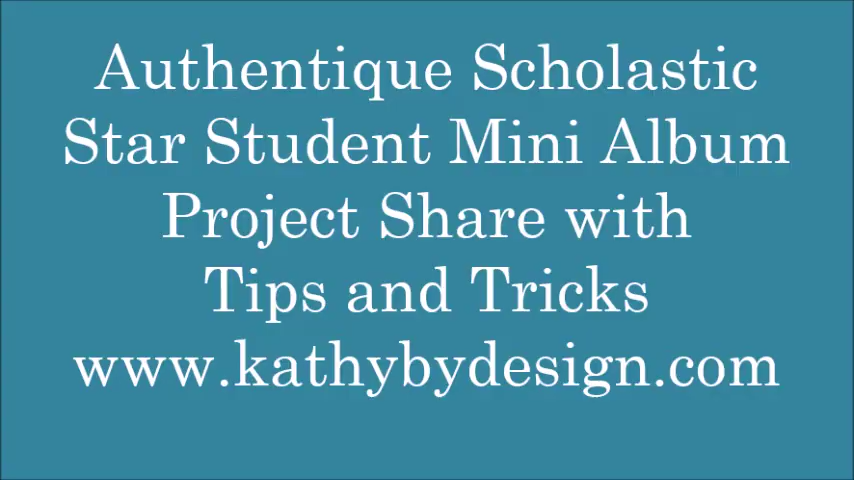 Authentique Scholastic
Star Student Mini Album
Project Share with
Tips and Tricks
www.kathybydesign.com